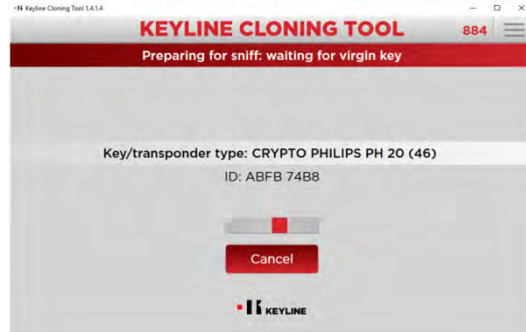 Keyline Cloning Tool 1.4.1.4
KEYLINE CLONING TOOL
884
Preparing for sniff: waiting for virgin key
Key/transponder type: CRYPTO PHILIPS PH 20 (46)
ID: ABFB 74B8
Cancel
KEYLINE